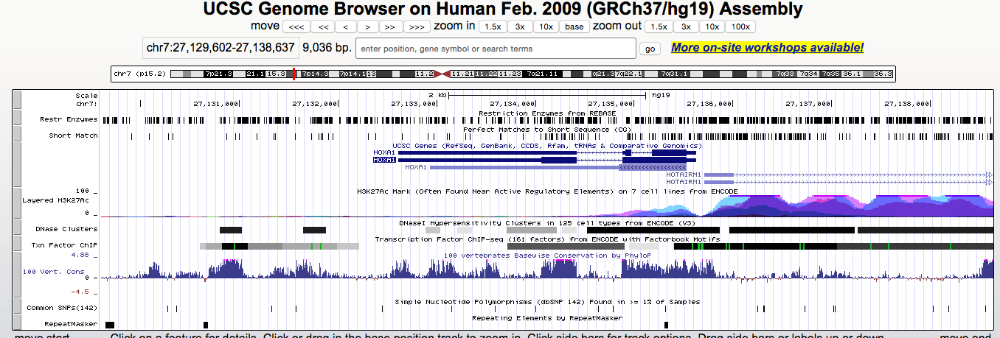 UCSC Genome Browser on Human Feb. 2009 (GRCh37/hg19) Assembly
move <<< << < > >> >>> zoom in 1.5x 3x 10x base zoom out 1.5x 3x 10x 100x
chr7:27,129,602-27,138,637 9,036 bp. enter position, gene symbol or search terms go More on-site workshops available!
chr7 (p15.2) 7p21.3 21.1 15.3 7p14.3 7p14.1 13 11.2 11.21 11.22 11.23 7q21.11 q21.3 7q22.1 7q31.1 7q33 7q34 7q35 36.1 36.3
Scale 2 kb hg19
chr7: 27,131,000 27,132,000 27,133,000 27,134,000 27,135,000 27,136,000 27,137,000 27,138,000
Restriction Enzymes from REBASE
Restr Enzymes
Perfect Matches to Short Sequence (CG)
Short Match
UCSC Genes (RefSeq, GenBank, CCDS, Rfam, tRNAs & Comparative Genomics)
HOXA1
HOXA1
HOXA1
HOTAIRM1
HOTAIRM1
H3K27Ac Mark (Often Found Near Active Regulatory Elements) on 7 cell lines from ENCODE
100 _
Layered H3K27Ac
0 _
DNaseI Hypersensitivity Clusters in 125 cell types from ENCODE (V3)
DNase Clusters
Transcription Factor ChIP-seq (161 factors) from ENCODE with Factorbook Motifs
Txn Factor ChIP
100 vertebrates Basewise Conservation by PhyloP
4.88 _
100 Vert. Cons
0 _
-4.5 _
Simple Nucleotide Polymorphisms (dbSNP 142) Found in >= 1% of Samples
Common SNPs(142)
Repeating Elements by RepeatMasker
RepeatMasker
move start Click on a feature for details. Click or drag in the base position track to zoom in. Click side bars for track options. Drag side bars or labels up or down move end